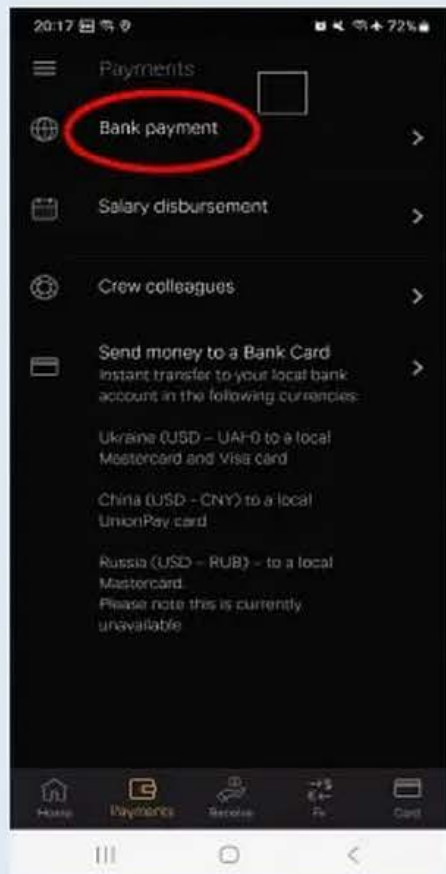 20:17
72%
Payments
Bank payment
Salary disbursement
Crew colleagues
Send money to a Bank Card
Instant transfer to your local bank
account in the following currencies:
Ukraine (USD – UAH) to a local
Mastercard and Visa card
China (USD - CNY) to a local
UnionPay card
Russia (USD – RUB) – to a local
Mastercard.
Please note this is currently
unavailable
Home Payments Receive Fx Card